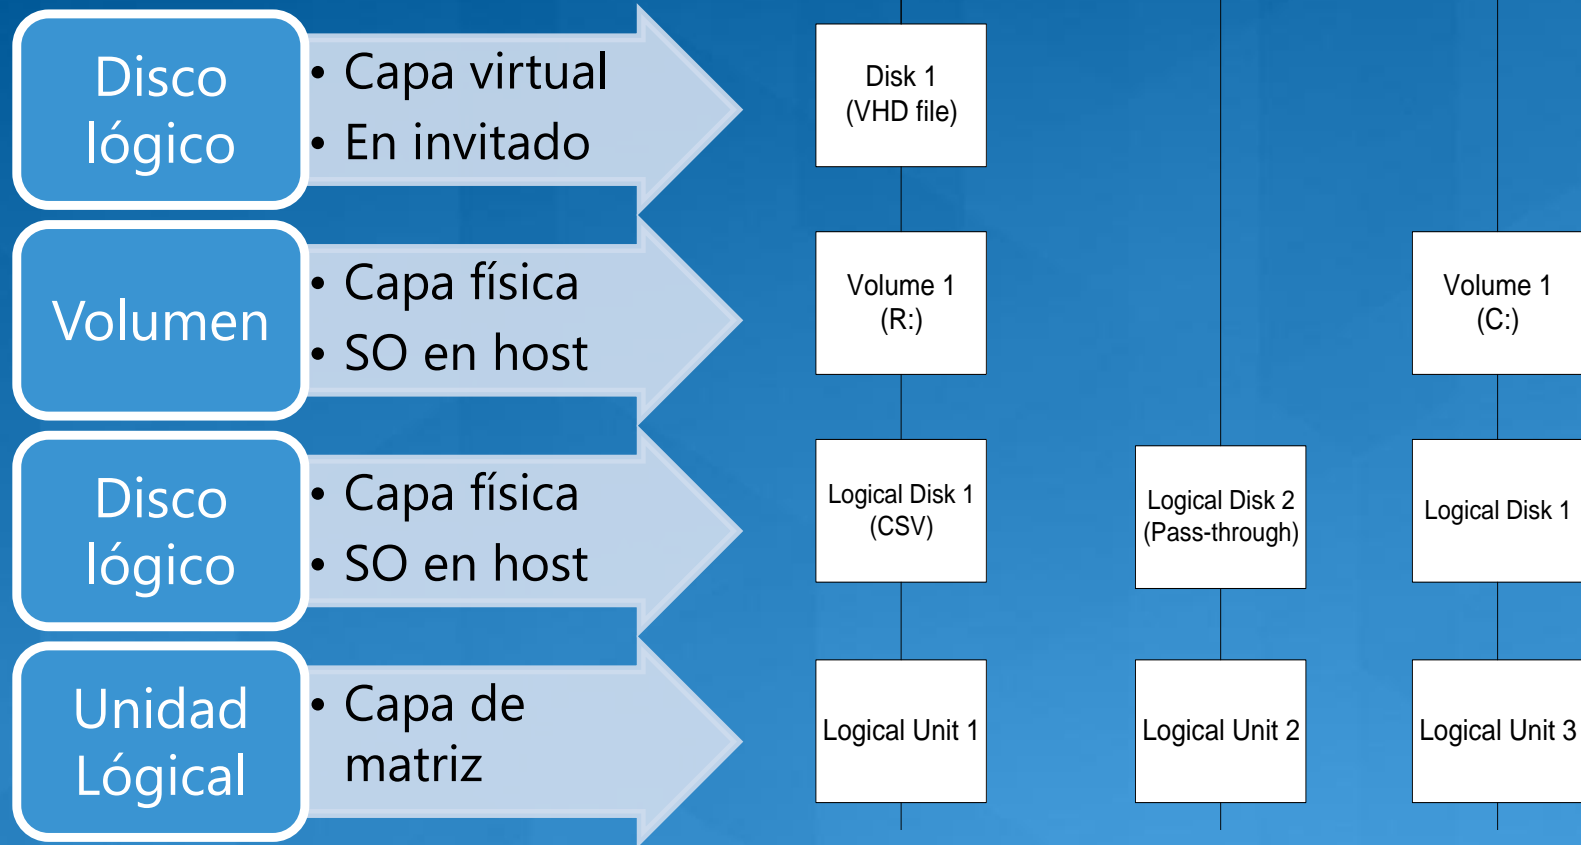 Disco
lógico
• Capa virtual
• En invitado
Disk 1
(VHD file)
Volumen
• Capa física
• SO en host
Volume 1
(R:)
Volume 1
(C:)
Disco
lógico
• Capa física
• SO en host
Logical Disk 1
(CSV)
Logical Disk 2
(Pass-through)
Logical Disk 1
Unidad
Lógical
• Capa de
matriz
Logical Unit 1
Logical Unit 2
Logical Unit 3